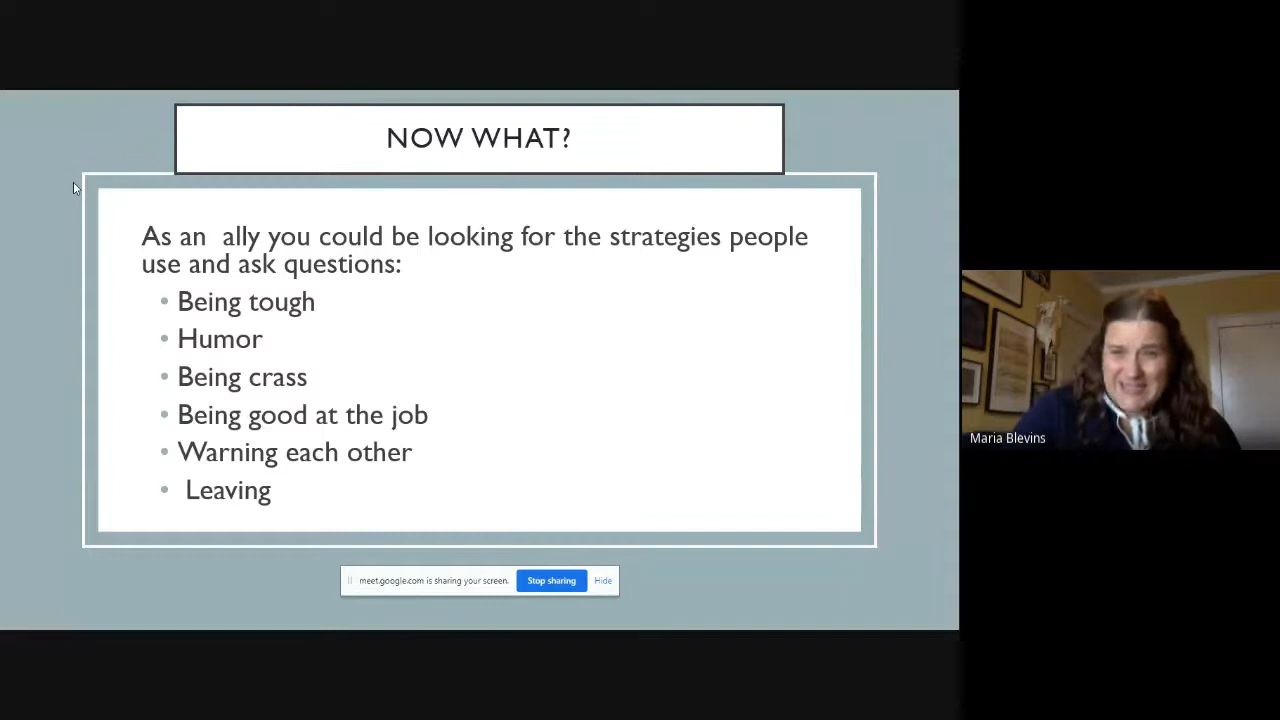 NOW WHAT?
As an ally you could be looking for the strategies people
use and ask questions:
• Being tough
• Humor
• Being crass
• Being good at the job
• Warning each other
• Leaving
meet.google.com is sharing your screen. Stop sharing Hide
Maria Blevins